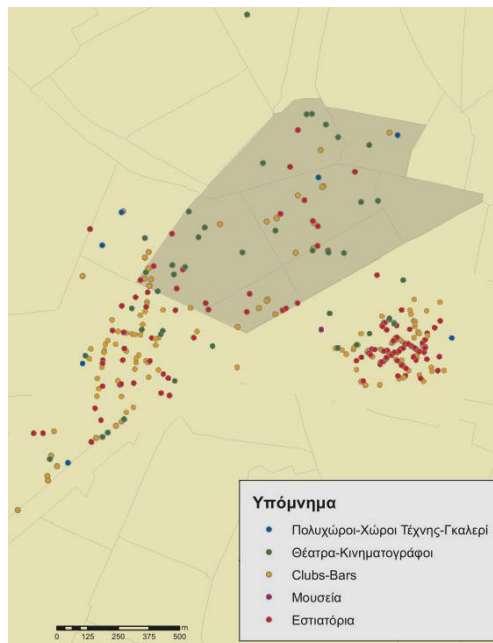 Υπόμνημα
Πολυχώροι-Χώροι Τέχνης-Γκαλερί
Θέατρα-Κινηματογράφοι
Clubs-Bars
Μουσεία
Εστιατόρια
0 125 250 375 500 m